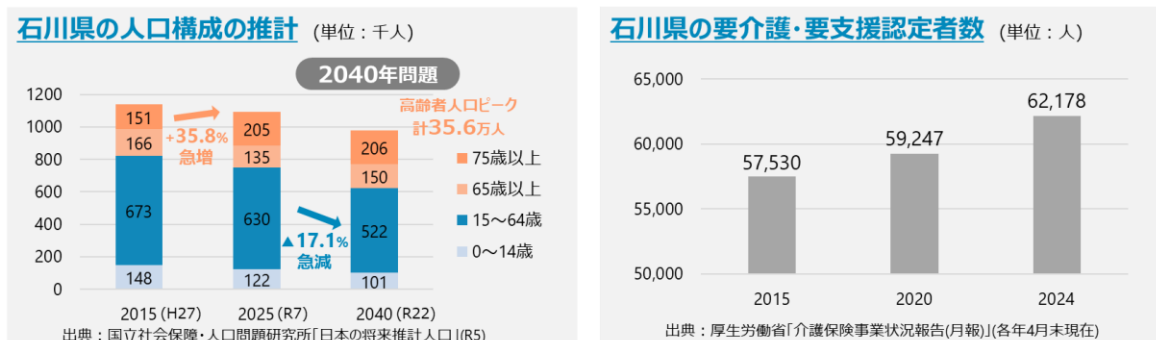 石川県の人口構成の推計 (単位：千人)
2040年問題
高齢者人口ピーク
計35.6万人
1200
1000
800
600
400
200
0
151
166
673
148
+35.8%
急増
205
135
630
122
▲17.1%
急減
206
150
522
101
75歳以上
65歳以上
15～64歳
0～14歳
2015(H27)
2025(R7)
2040(R22)
出典：国立社会保障・人口問題研究所「日本の将来推計人口」(R5)
石川県の要介護・要支援認定者数 (単位：人)
65,000
60,000
55,000
50,000
57,530
59,247
62,178
2015
2020
2024
出典：厚生労働省「介護保険事業状況報告(月報)」(各年4月末現在)